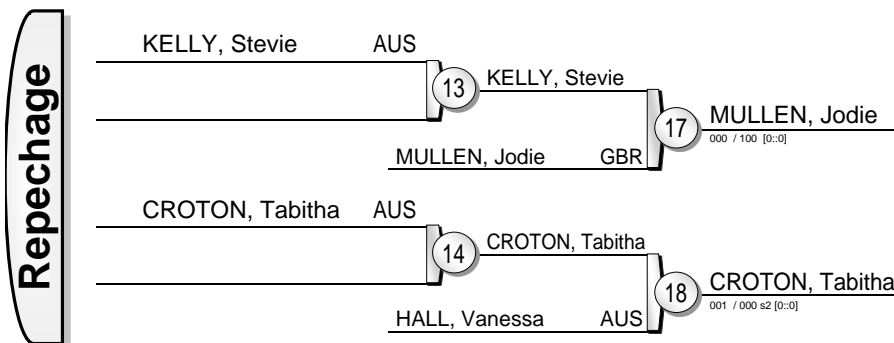 Repechage
KELLY, Stevie AUS
13
KELLY, Stevie
MULLEN, Jodie GBR
17
MULLEN, Jodie
000 / 100 [0::0]
CROTON, Tabitha AUS
14
CROTON, Tabitha
HALL, Vanessa AUS
18
CROTON, Tabitha
001 / 000 s2 [0::0]